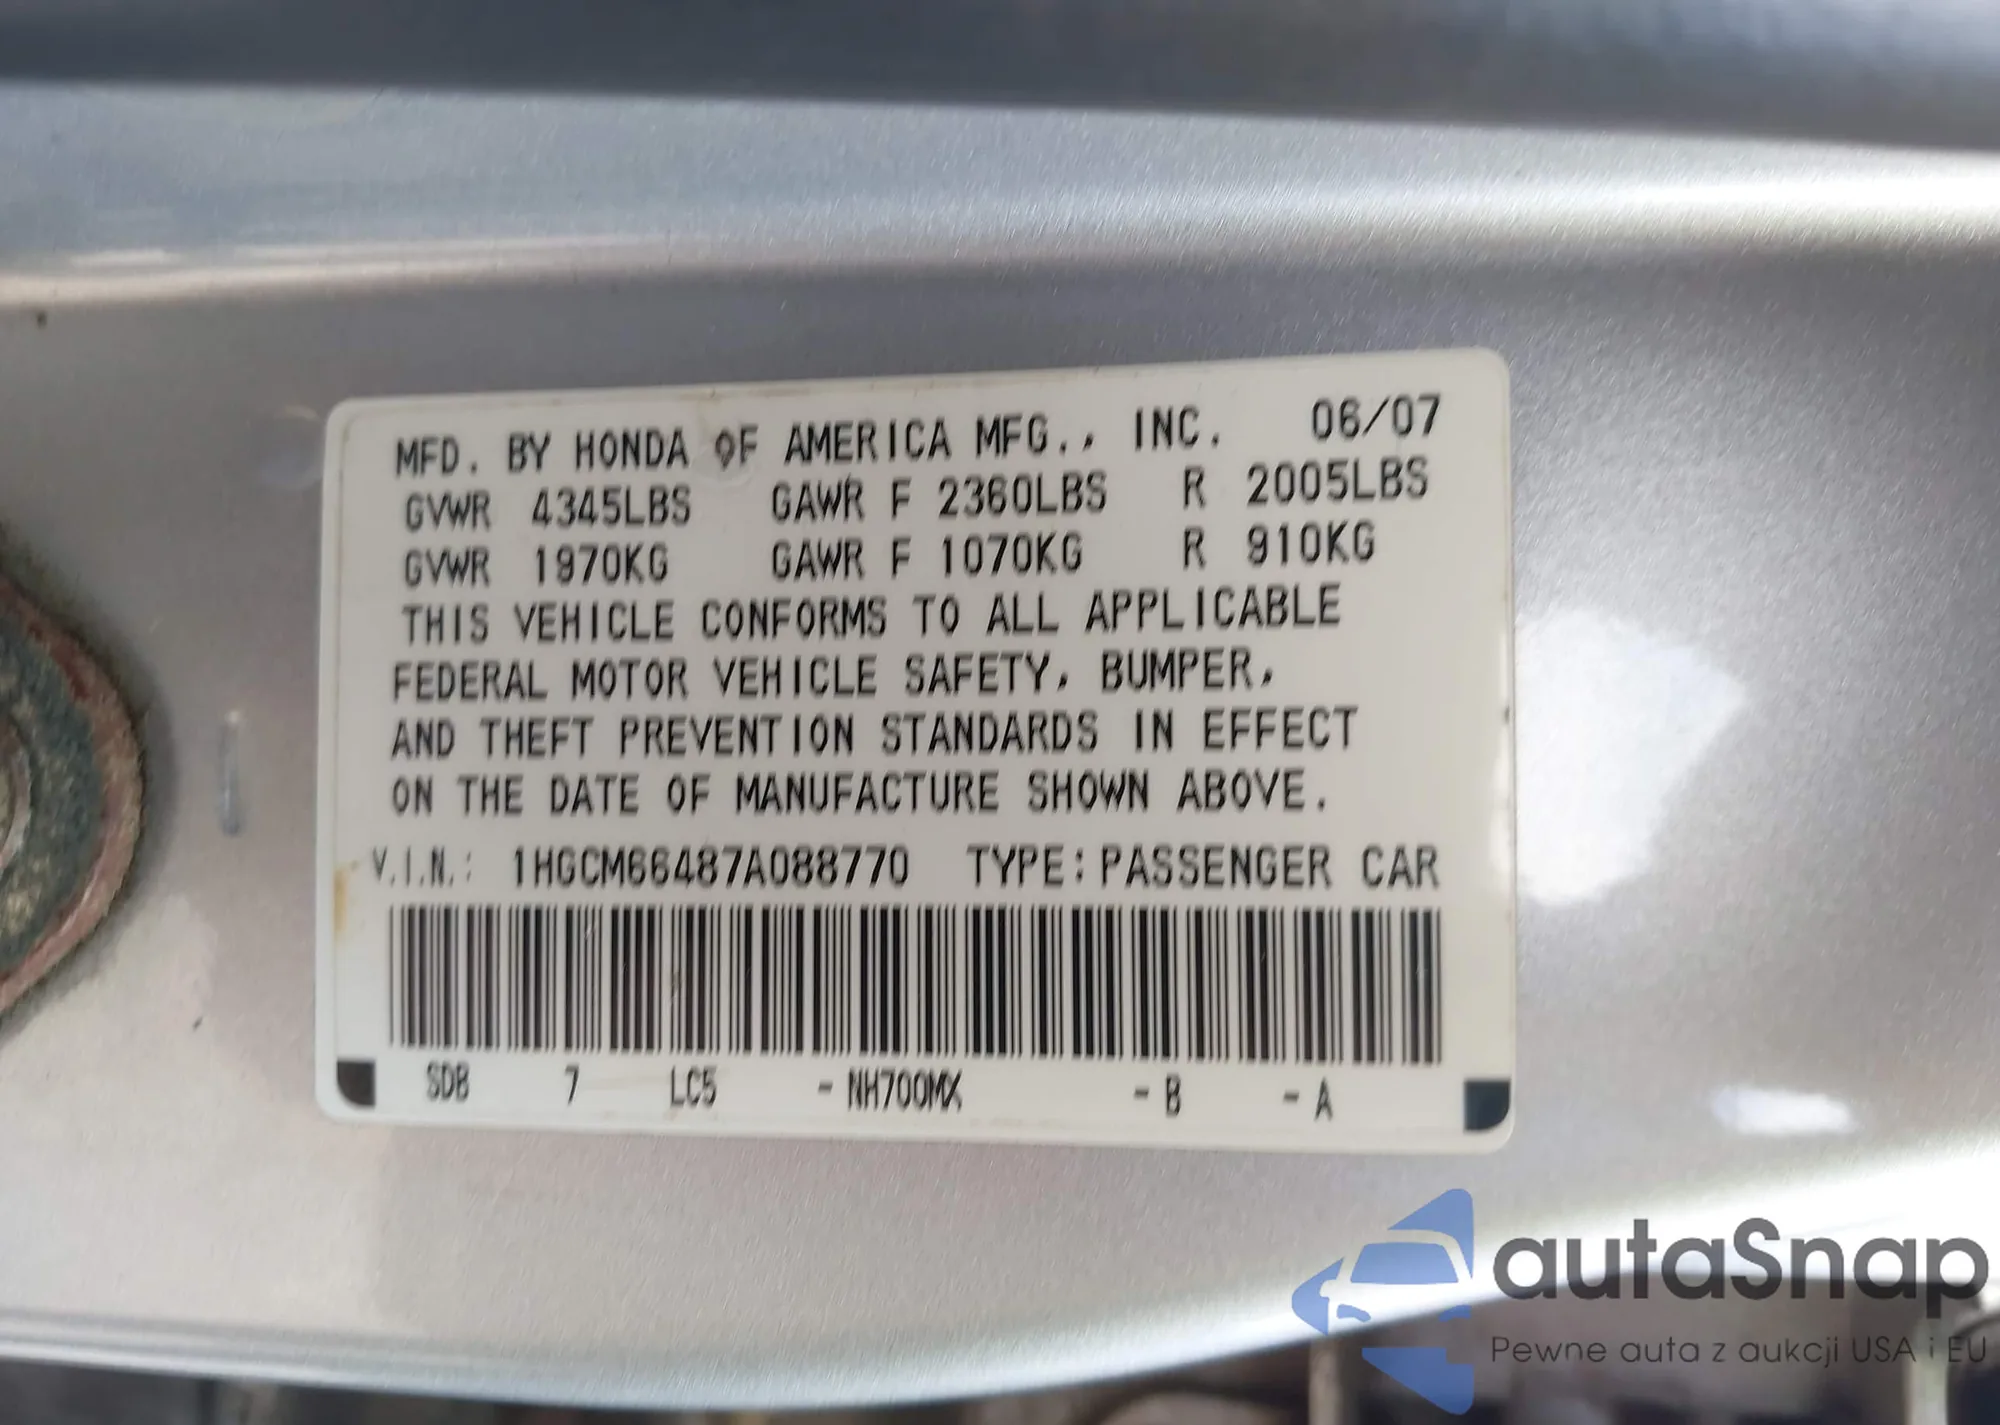 MFD. BY HONDA OF AMERICA MFG., INC. 06/07
GVWR 4345LBS GAWR F 2360LBS R 2005LBS
GVWR 1970KG GAWR F 1070KG R 910KG
THIS VEHICLE CONFORMS TO ALL APPLICABLE
FEDERAL MOTOR VEHICLE SAFETY, BUMPER,
AND THEFT PREVENTION STANDARDS IN EFFECT
ON THE DATE OF MANUFACTURE SHOWN ABOVE.
V.I.N.: 1HGCM66487A088770 TYPE: PASSENGER CAR
SDB 7 LC5 - NH700MX - B - A
autaSnap
Pewne auta z aukcji USA i EU